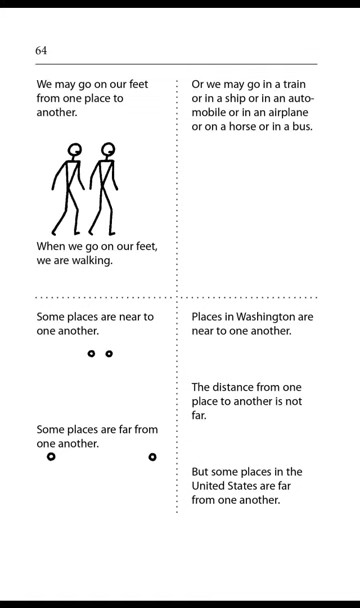 64
We may go on our feet
from one place to
another.
When we go on our feet,
we are walking.
Or we may go in a train
or in a ship or in an auto-
mobile or in an airplane
or on a horse or in a bus.
Some places are near to
one another.
Some places are far from
one another.
Places in Washington are
near to one another.
The distance from one
place to another is not
far.
But some places in the
United States are far
from one another.